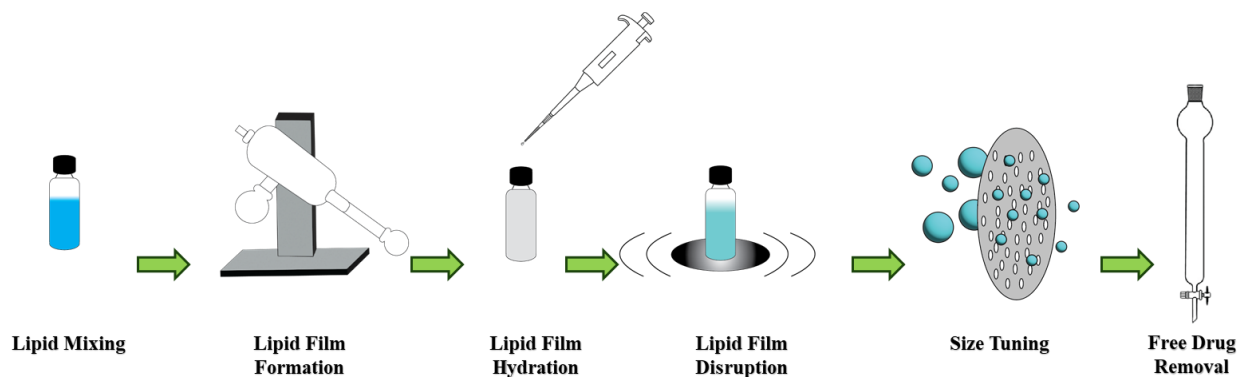 Lipid Mixing
Lipid Film
Formation
Lipid Film
Hydration
Lipid Film
Disruption
Size Tuning
Free Drug
Removal